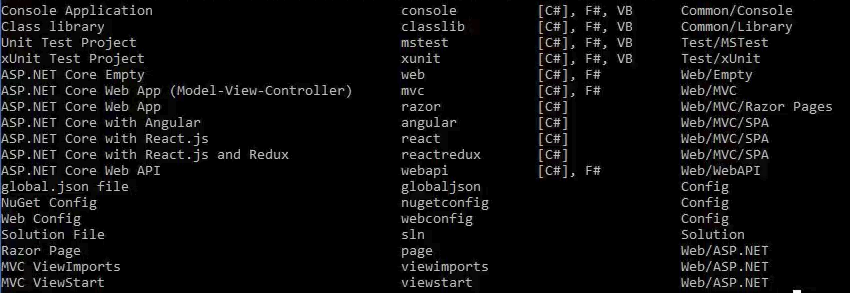 Console Application console [C#], F#, VB Common/Console
Class library classlib [C#], F#, VB Common/Library
Unit Test Project mstest [C#], F#, VB Test/MSTest
xUnit Test Project xunit [C#], F#, VB Test/xUnit
ASP.NET Core Empty web [C#], F# Web/Empty
ASP.NET Core Web App (Model-View-Controller) mvc [C#], F# Web/MVC
ASP.NET Core Web App razor [C#] Web/MVC/Razor Pages
ASP.NET Core with Angular angular [C#] Web/MVC/SPA
ASP.NET Core with React.js react [C#] Web/MVC/SPA
ASP.NET Core with React.js and Redux reactredux [C#] Web/MVC/SPA
ASP.NET Core Web API webapi [C#], F# Web/WebAPI
global.json file globaljson Config
NuGet Config nugetconfig Config
Web Config webconfig Config
Solution File sln Solution
Razor Page page Web/ASP.NET
MVC ViewImports viewimports Web/ASP.NET
MVC ViewStart viewstart Web/ASP.NET